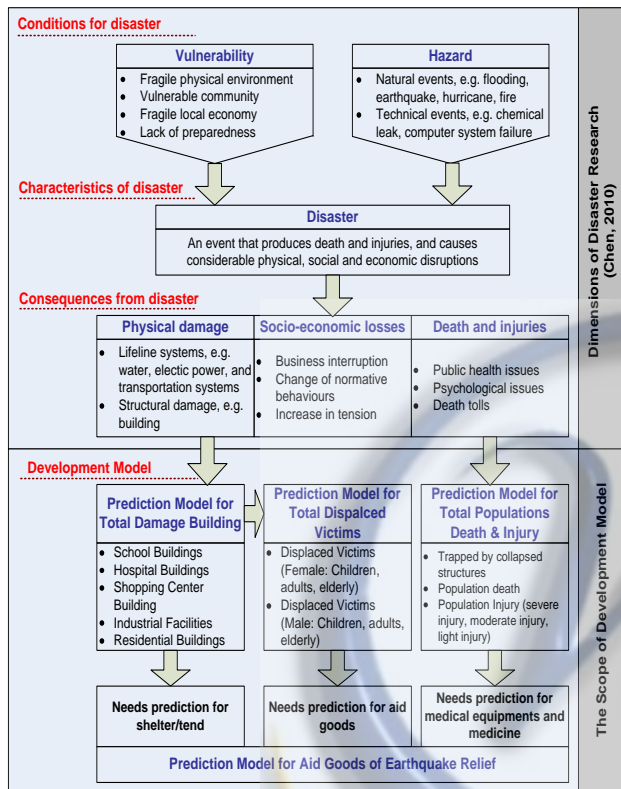 Conditions for disaster
Vulnerability
• Fragile physical environment
• Vulnerable community
• Fragile local economy
• Lack of preparedness
Hazard
• Natural events, e.g. flooding,
earthquake, hurricane, fire
• Technical events, e.g. chemical
leak, computer system failure
Characteristics of disaster
Disaster
An event that produces death and injuries, and causes
considerable physical, social and economic disruptions
Consequences from disaster
Physical damage
• Lifeline systems, e.g.
water, electic power, and
transportation systems
• Structural damage, e.g.
building
Socio-economic losses
• Business interruption
• Change of normative
behaviours
• Increase in tension
Death and injuries
• Public health issues
• Psychological issues
• Death tolls
Dimensions of Disaster Research
(Chen, 2010)
Development Model
Prediction Model for
Total Damage Building
• School Buildings
• Hospital Buildings
• Shopping Center
Building
• Industrial Facilities
• Residential Buildings
Prediction Model for
Total Dispalced
Victims
• Displaced Victims
(Female: Children,
adults, elderly)
• Displaced Victims
(Male: Children, adults,
elderly)
Prediction Model for
Total Populations
Death & Injury
• Trapped by collapsed
structures
• Population death
• Population Injury (severe
injury, moderate injury,
light injury)
Needs prediction for
shelter/tend
Needs prediction for aid
goods
Needs prediction for
medical equipments and
medicine
Prediction Model for Aid Goods of Earthquake Relief
The Scope of Development Model